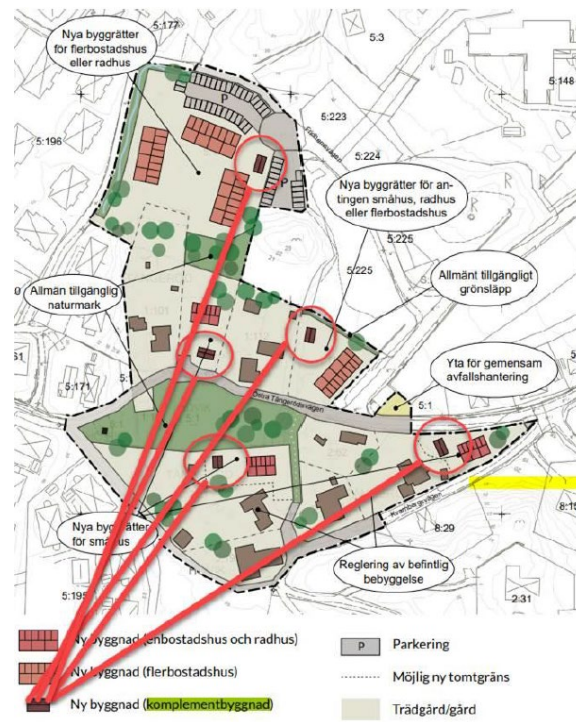 5:177
Nya byggrätter
för flerbostadshus
eller radhus
5:3
5:148
P
5:223
5:196
5:224
P
Nya byggrätter för an-
tingen småhus, radhus
eller flerbostadshus
5:225
5:225
Allmän tillgänglig
naturmark
Allmänt tillgängligt
grönsläpp
Yta för gemensam
avfallshantering
5:171
5:1
Östra Tångenäsvägen
Nya byggrätter
för småhus
8:29
Reglering av befintlig
bebyggelse
5:195
2:31
Ny byggnad (enbostadshus och radhus)
P Parkering
Ny byggnad (flerbostadshus)
Möjlig ny tomtgräns
Ny byggnad (komplementbyggnad)
Trädgård/gård